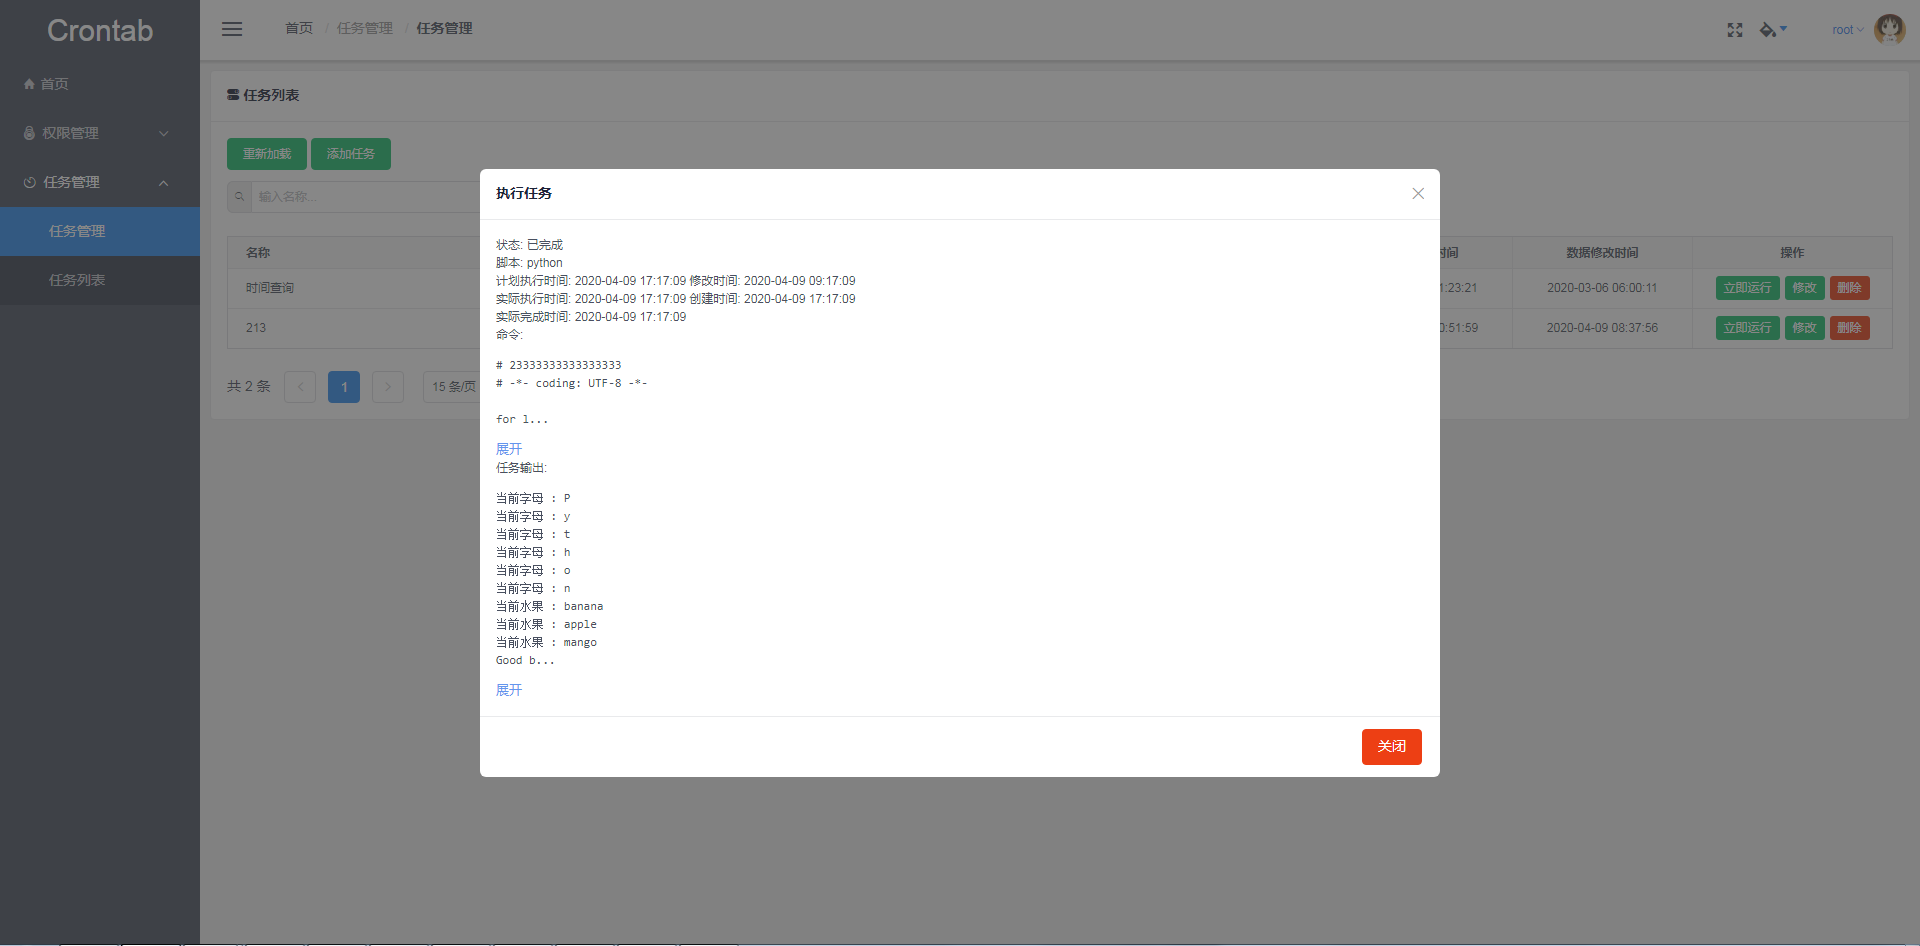 Crontab
首页
权限管理
任务管理
任务管理
任务列表
首页 / 任务管理 / 任务管理
root
任务列表
重新加载 添加任务
输入名称...
名称 时间 数据修改时间 操作
时间查询 1:23:21 2020-03-06 06:00:11 立即运行 修改 删除
213 0:51:59 2020-04-09 08:37:56 立即运行 修改 删除
共 2 条 1 15 条/页
执行任务
状态: 已完成
脚本: python
计划执行时间: 2020-04-09 17:17:09 修改时间: 2020-04-09 09:17:09
实际执行时间: 2020-04-09 17:17:09 创建时间: 2020-04-09 17:17:09
实际完成时间: 2020-04-09 17:17:09
命令:
# 23333333333333333
# -*- coding: UTF-8 -*-
for l...
展开
任务输出:
当前字母 : P
当前字母 : y
当前字母 : t
当前字母 : h
当前字母 : o
当前字母 : n
当前水果 : banana
当前水果 : apple
当前水果 : mango
Good b...
展开
关闭